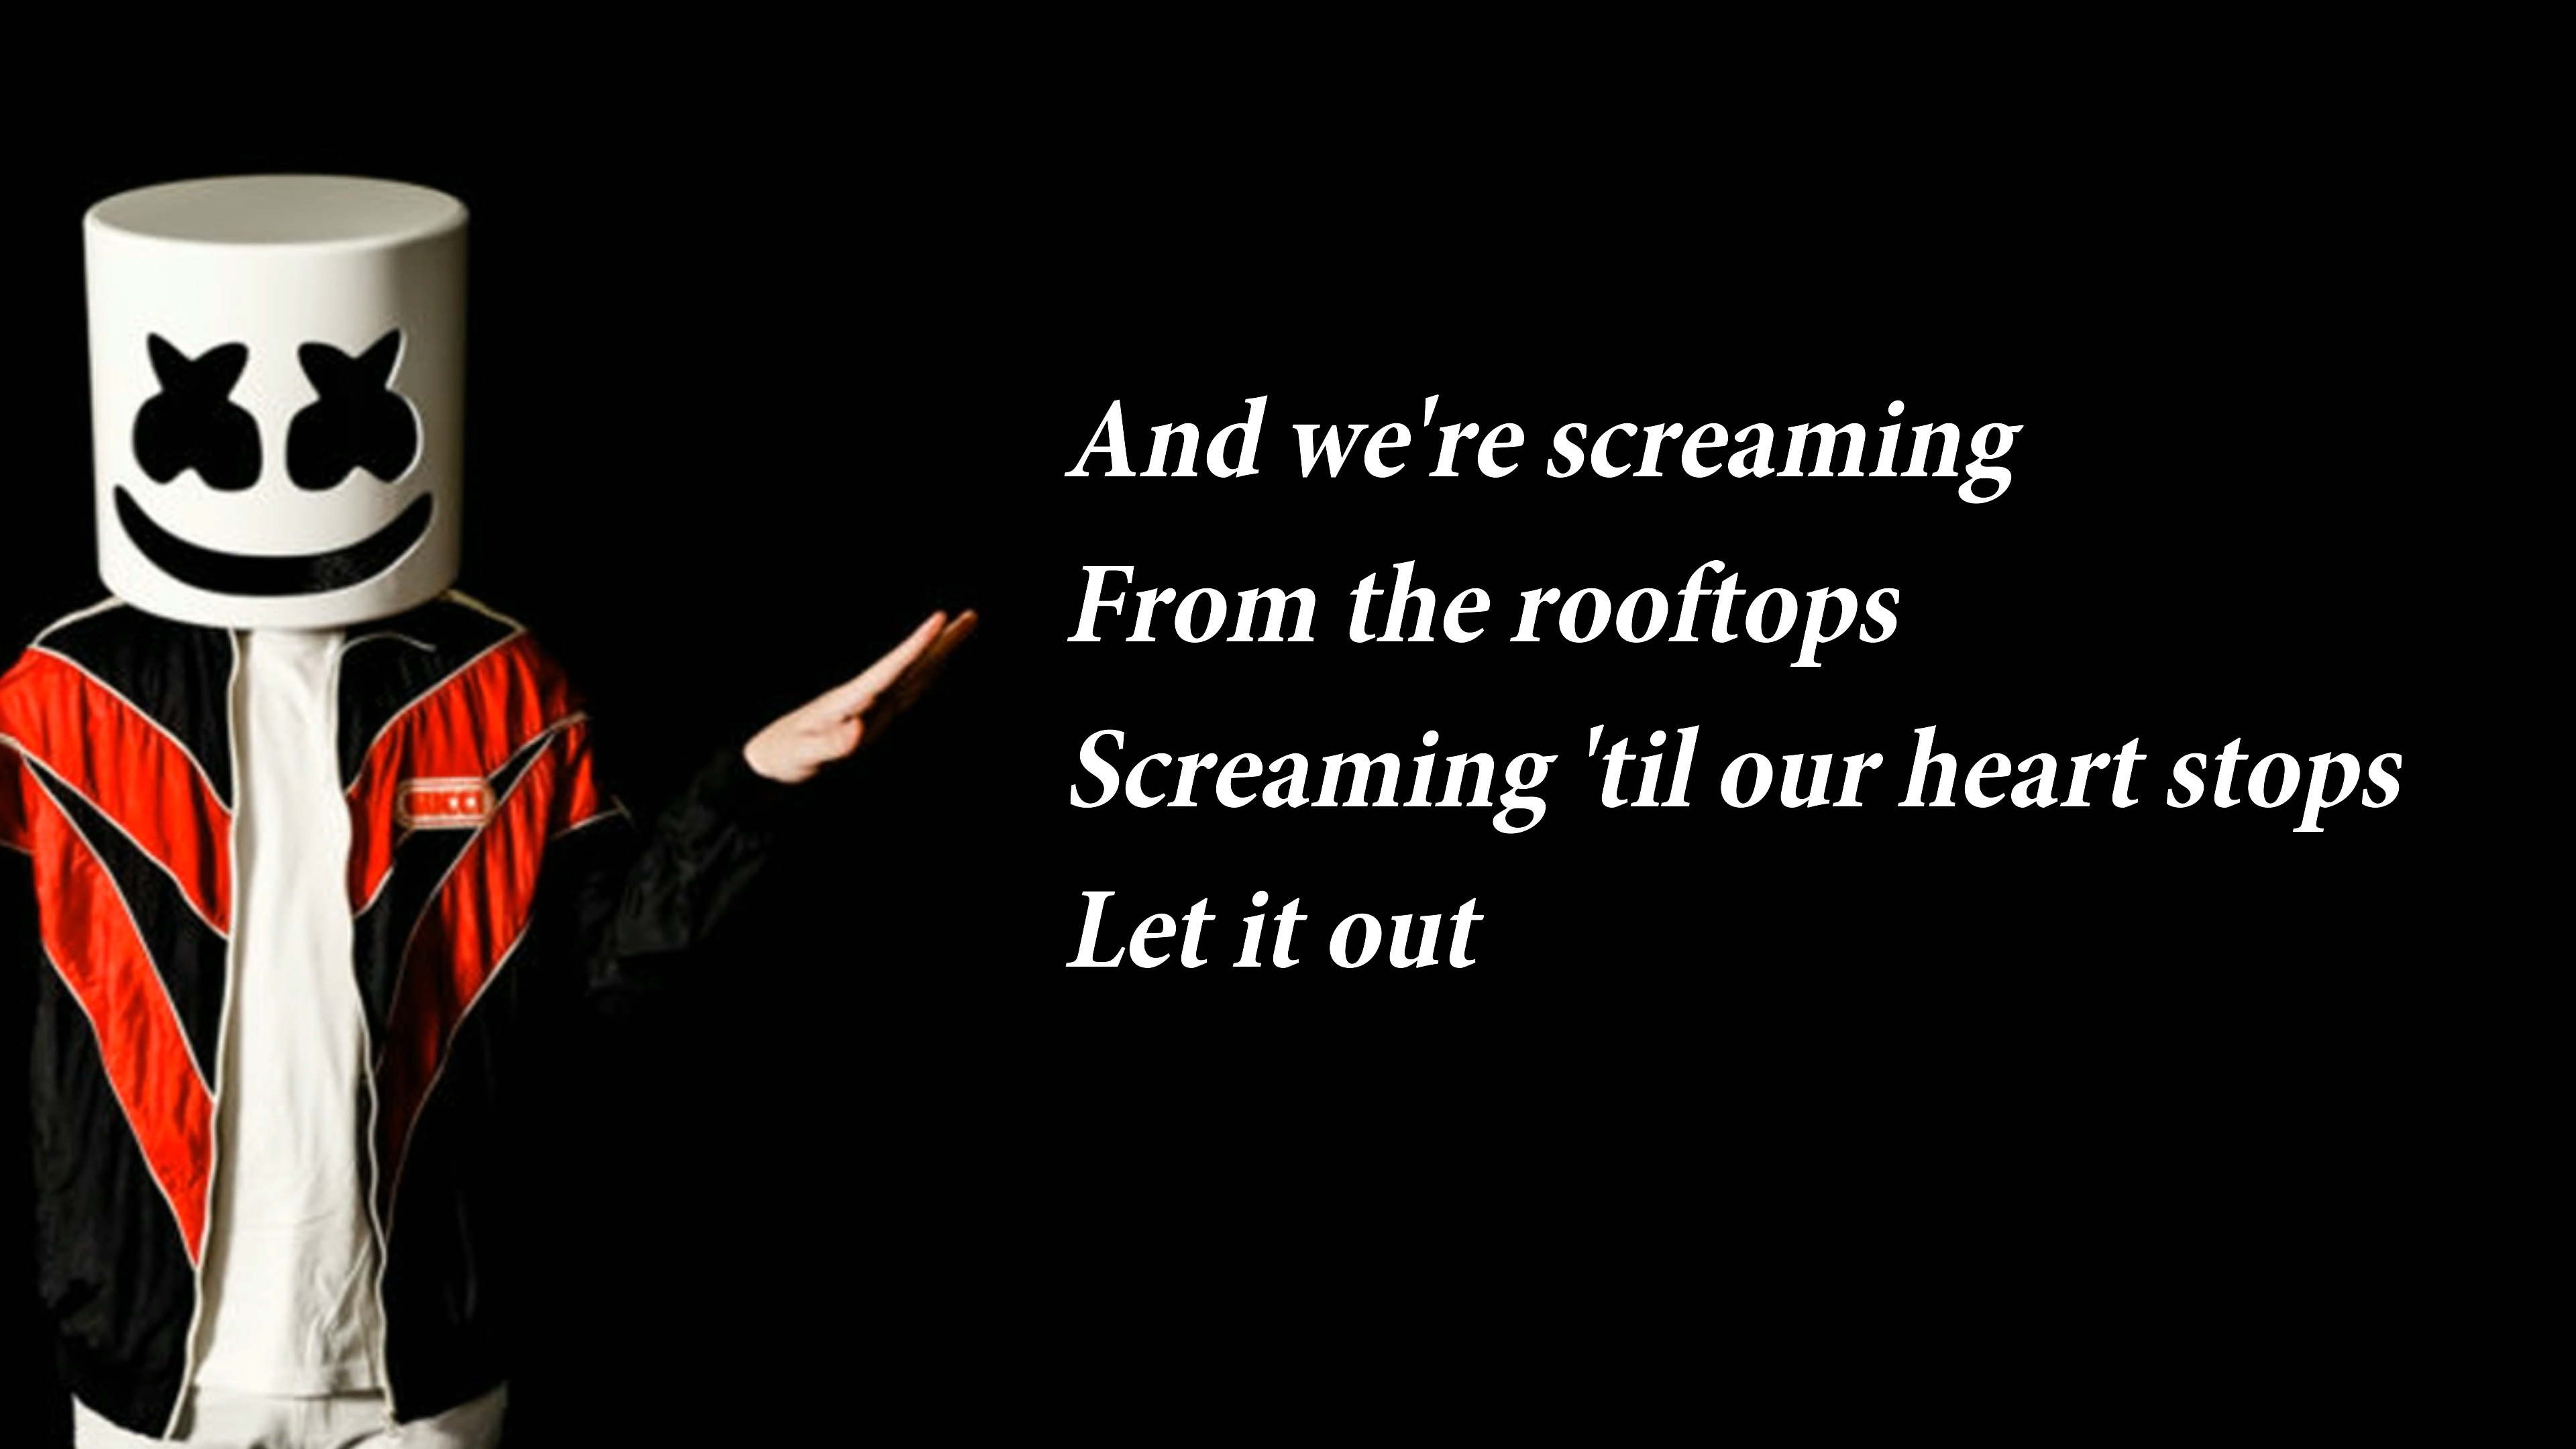 And we're screaming
From the rooftops
Screaming 'til our heart stops
Let it out